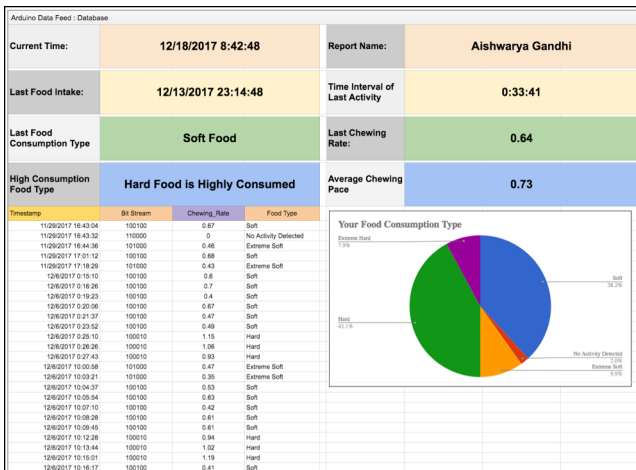 Arduino Data Feed : Database
Current Time:
12/18/2017 8:42:48
Report Name:
Aishwarya Gandhi
Last Food Intake:
12/13/2017 23:14:48
Time Interval of
Last Activity
0:33:41
Last Food
Consumption Type
Soft Food
Last Chewing
Rate:
0.64
High Consumption
Food Type
Hard Food is Highly Consumed
Average Chewing
Pace
0.73
Timestamp Bit Stream Chewing_Rate Food Type
11/29/2017 16:43:04 100100 0.67 Soft
11/29/2017 16:43:32 110000 0 No Activity Detected
11/29/2017 16:44:36 101000 0.46 Extreme Soft
11/29/2017 17:01:12 100100 0.68 Soft
11/29/2017 17:18:29 101000 0.43 Extreme Soft
12/6/2017 0:15:10 100100 0.6 Soft
12/6/2017 0:16:26 100100 0.7 Soft
12/6/2017 0:19:23 100100 0.4 Soft
12/6/2017 0:20:06 100100 0.67 Soft
12/6/2017 0:21:37 100100 0.47 Soft
12/6/2017 0:23:52 100100 0.49 Soft
12/6/2017 0:25:10 100010 1.15 Hard
12/6/2017 0:26:26 100010 1.06 Hard
12/6/2017 0:27:43 100010 0.93 Hard
12/6/2017 10:00:58 101000 0.47 Extreme Soft
12/6/2017 10:03:21 101000 0.35 Extreme Soft
12/6/2017 10:04:37 100100 0.53 Soft
12/6/2017 10:05:54 100100 0.63 Soft
12/6/2017 10:07:10 100100 0.42 Soft
12/6/2017 10:08:28 100100 0.61 Soft
12/6/2017 10:09:45 100100 0.61 Soft
12/6/2017 10:12:28 100010 0.94 Hard
12/6/2017 10:13:44 100010 1.02 Hard
12/6/2017 10:15:01 100010 1.19 Hard
12/6/2017 10:16:17 100100 0.41 Soft
Your Food Consumption Type
Extreme Hard
7.9%
Soft
38.2%
Hard
42.1%
No Activity Detected
2.0%
Extreme Soft
9.9%